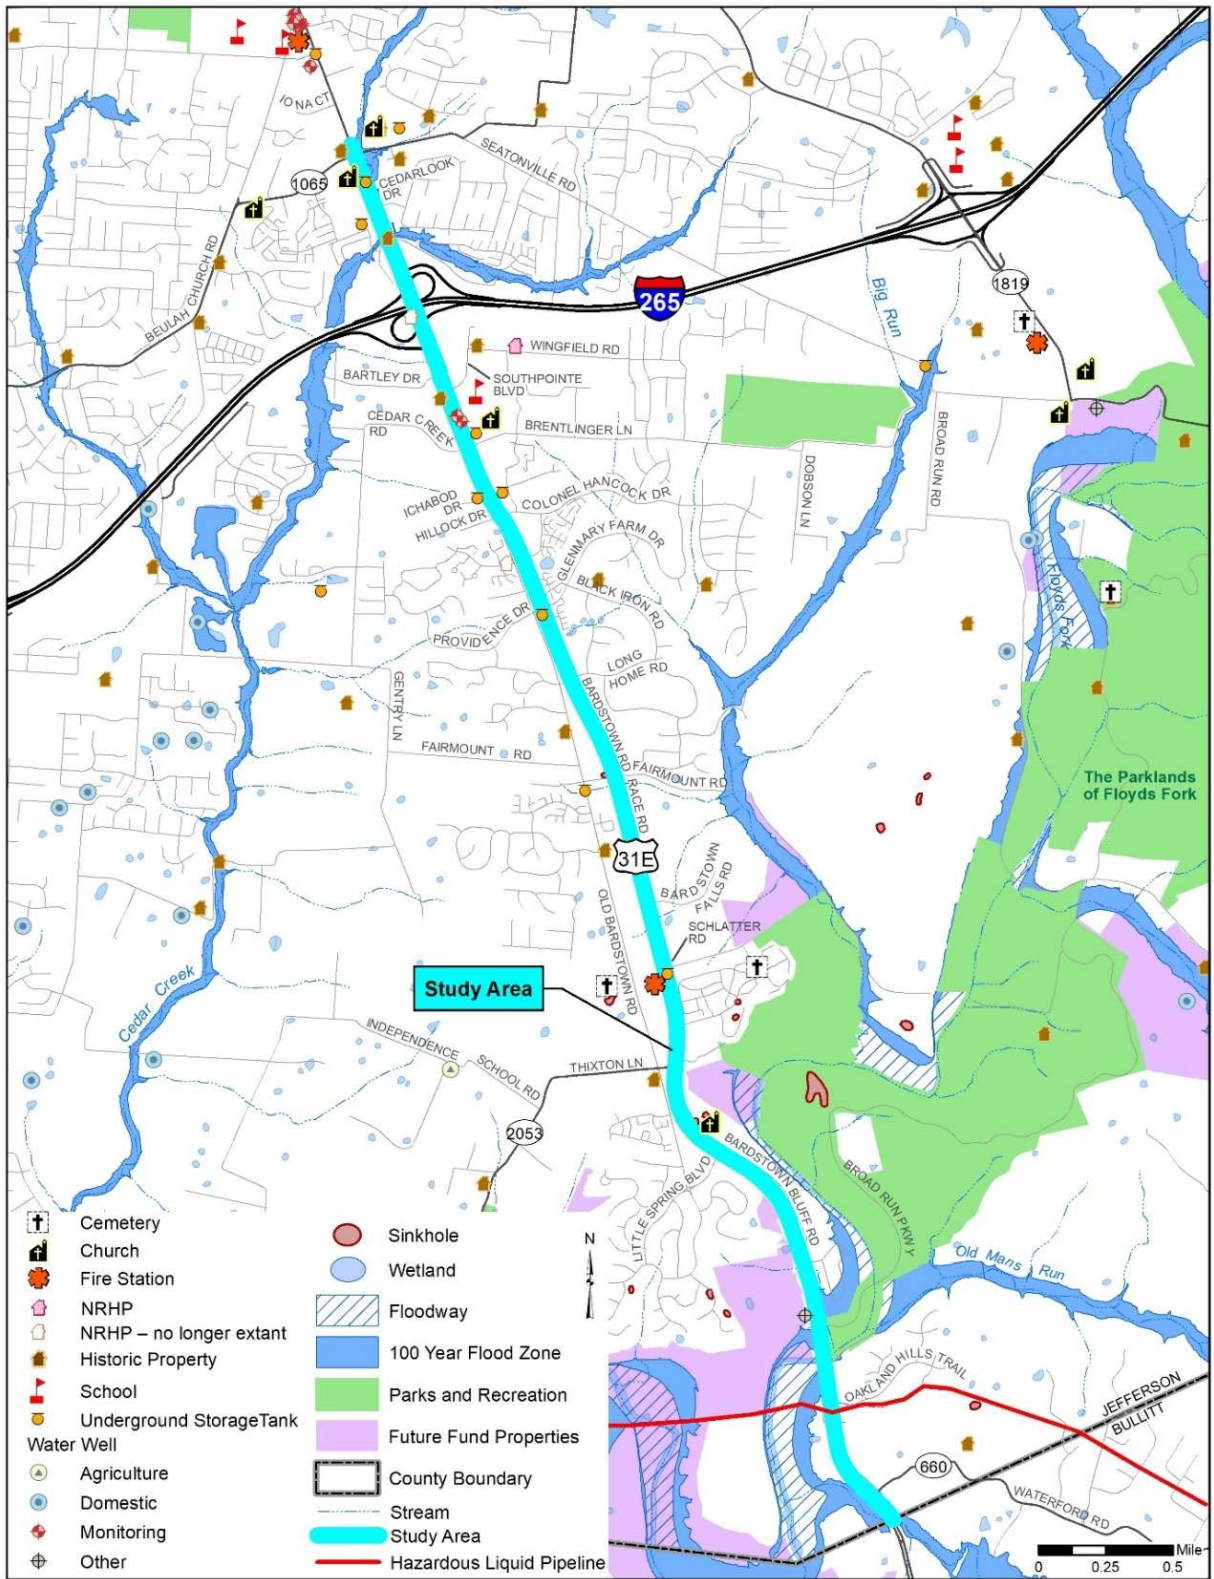 IONA CT
1065
CEDARLOOK
DR
SEATONVILLE RD
BEULAH CHURCH RD
265
Big Run
1819
WINGFIELD RD
SOUTHPOINTE
BLVD
BARTLEY DR
CEDAR CREEK
RD
BRENTLINGER LN
BROAD RUN RD
DOBSON LN
ICHABOD
DR
COLONEL HANCOCK DR
HILLOCK DR
GLENMARY FARM DR
BLACK IRON RD
Floyds Fork
PROVIDENCE DR
LONG
HOME RD
GENTRY LN
BARDSTOWN RD
FAIRMOUNT RD
FAIRMOUNT RD
RACE RD
The Parklands
of Floyds Fork
31E
BARDSTOWN
FALLS RD
OLD BARDSTOWN RD
SCHLATTER
RD
Study Area
Cedar Creek
INDEPENDENCE
SCHOOL RD
THIXTON LN
2053
LITTLE SPRING BLVD
BARDSTOWN BLUFF RD
BROAD RUN PKWY
Old Mans Run
OAKLAND HILLS TRAIL
JEFFERSON
BULLITT
660
WATERFORD RD
N
Cemetery
Church
Fire Station
NRHP
NRHP – no longer extant
Historic Property
School
Underground StorageTank
Water Well
Agriculture
Domestic
Monitoring
Other
Sinkhole
Wetland
Floodway
100 Year Flood Zone
Parks and Recreation
Future Fund Properties
County Boundary
Stream
Study Area
Hazardous Liquid Pipeline
Mile
0 0.25 0.5